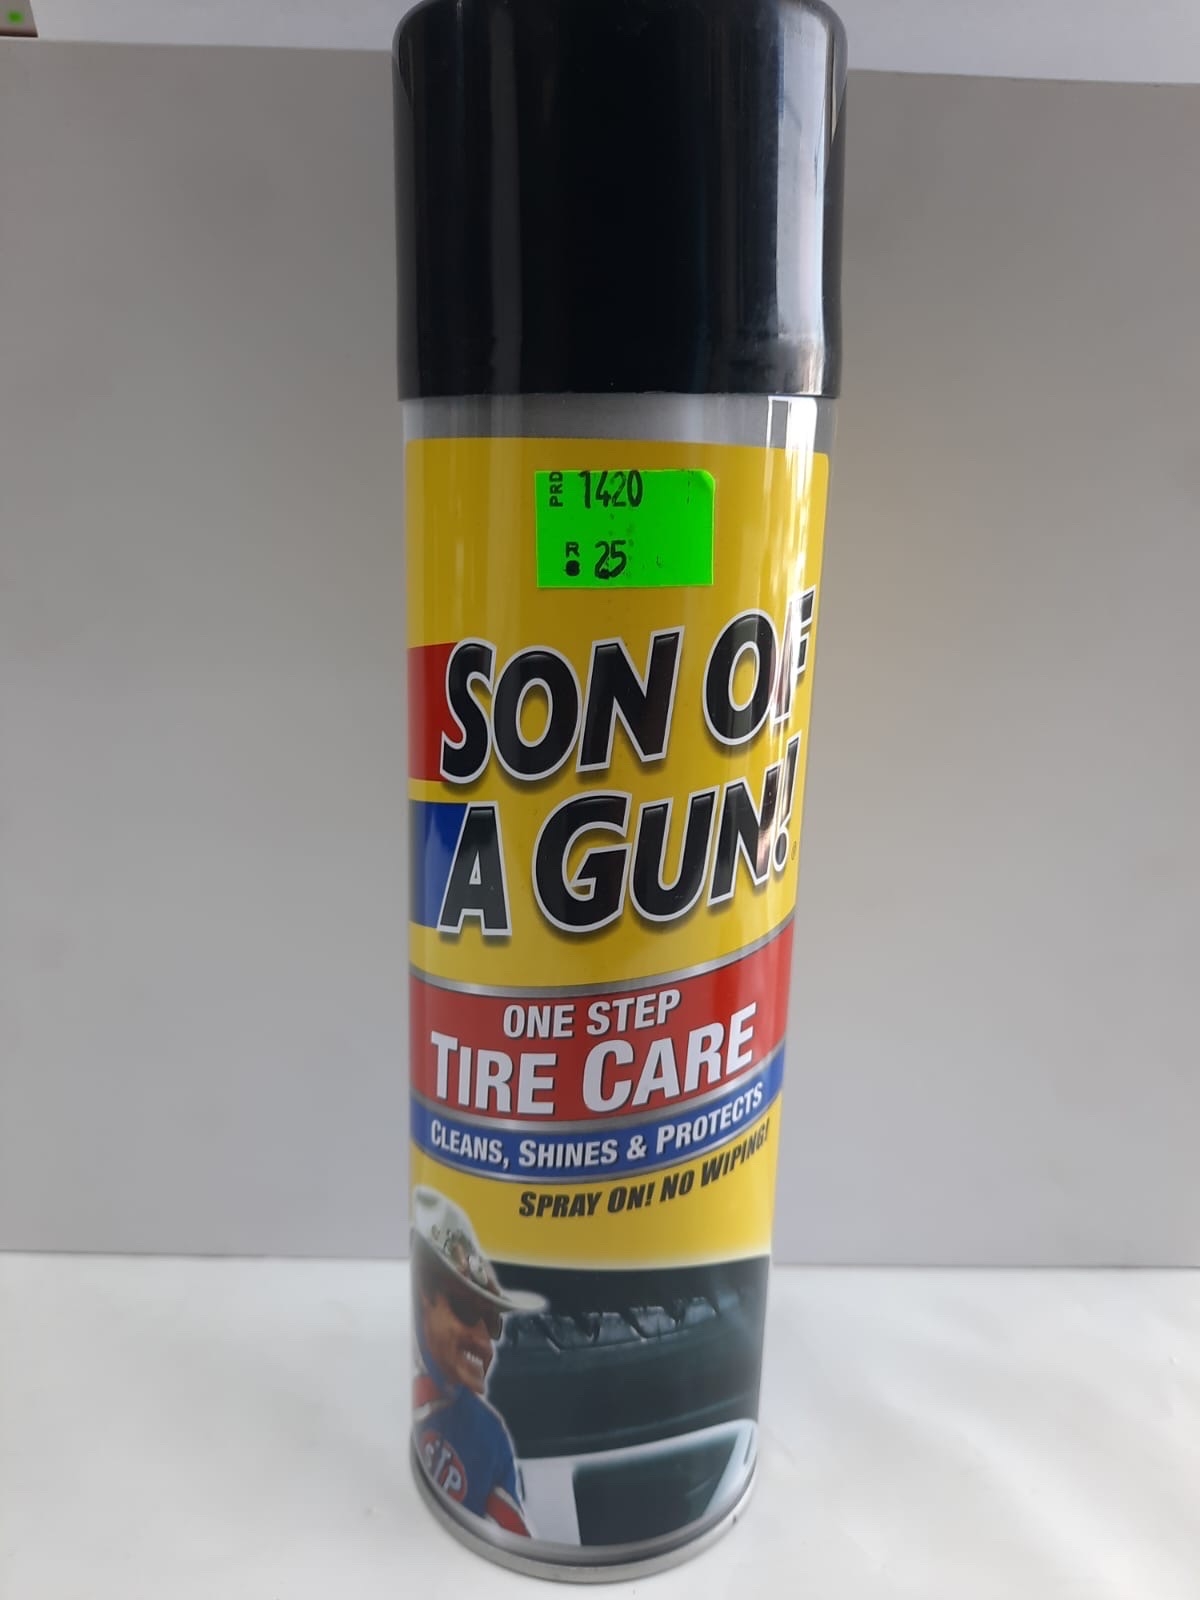 PRD 1420
R 25
SON OF
A GUN!
®
ONE STEP
TIRE CARE
CLEANS, SHINES & PROTECTS
SPRAY ON! NO WIPING!
STP